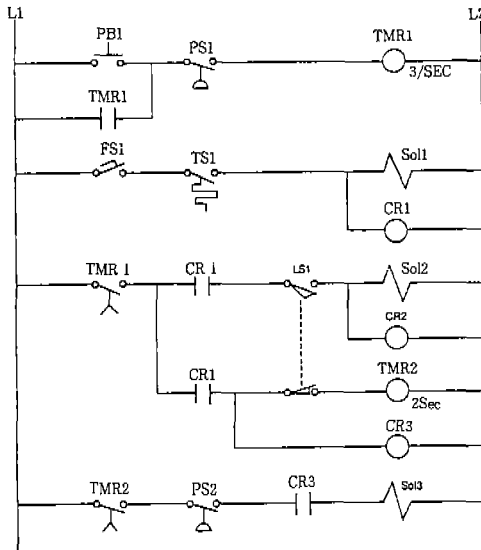 L1 L2
PB1 PS1 TMR1
3/SEC
TMR1
FS1 TS1 Sol1
CR1
TMR 1 CR 1 LS1 Sol2
CR2
CR1 TMR2
2Sec
CR3
TMR2 PS2 CR3 Sol3